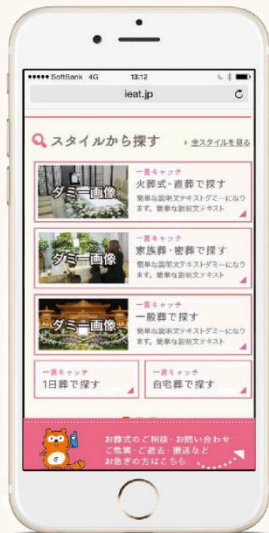 SoftBank 4G 13:12
ieat.jp
スタイルから探す
全スタイルを見る
ダミー画像
一言キャッチ
火葬式・直葬で探す
簡単な説明文テキストダミーになり
ます。簡単な説明文テキスト
ダミー画像
一言キャッチ
家族葬・密葬で探す
簡単な説明文テキストダミーになり
ます。簡単な説明文テキスト
ダミー画像
一言キャッチ
一般葬で探す
簡単な説明文テキストダミーになり
ます。簡単な説明文テキスト
一言キャッチ
1日葬で探す
一言キャッチ
自宅葬で探す
お葬式のご相談・お問い合わせ
ご危篤・ご逝去・搬送など
お急ぎの方はこちら